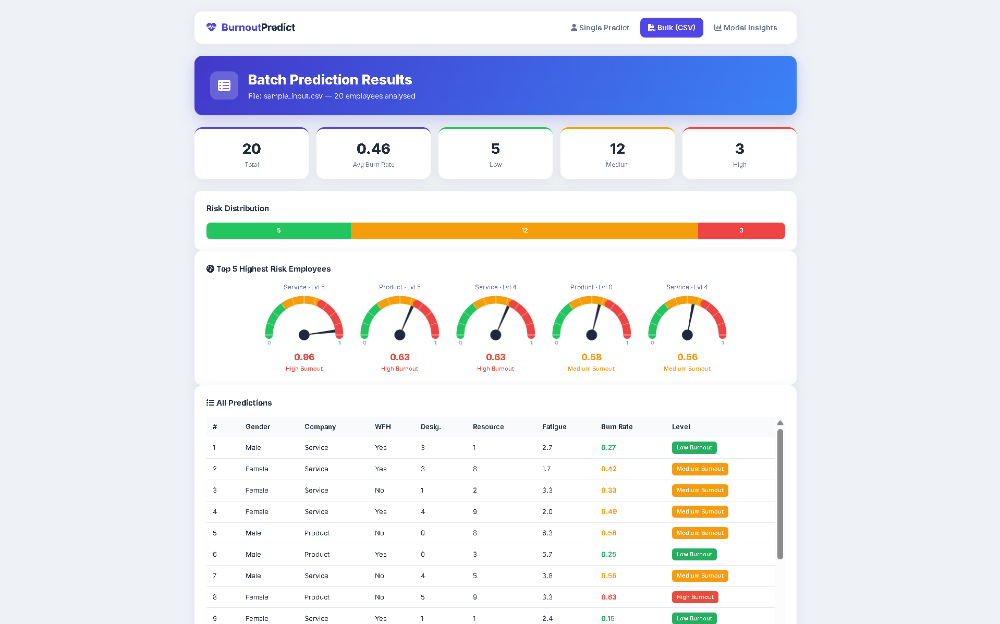 BurnoutPredict
Single Predict
Bulk (CSV)
Model Insights
Batch Prediction Results
File: sample_input.csv — 20 employees analysed
20
Total
0.46
Avg Burn Rate
5
Low
12
Medium
3
High
Risk Distribution
5 12 3
Top 5 Highest Risk Employees
Service · Lvl 5
0 1
0.96
High Burnout
Product · Lvl 5
0 1
0.63
High Burnout
Service · Lvl 4
0 1
0.63
High Burnout
Product · Lvl 0
0 1
0.58
Medium Burnout
Service · Lvl 4
0 1
0.56
Medium Burnout
All Predictions
# Gender Company WFH Desig. Resource Fatigue Burn Rate Level
1 Male Service Yes 3 1 2.7 0.27 Low Burnout
2 Female Service Yes 3 8 1.7 0.42 Medium Burnout
3 Female Service No 1 2 3.3 0.33 Medium Burnout
4 Female Service Yes 4 9 2.0 0.49 Medium Burnout
5 Male Product No 0 8 6.3 0.58 Medium Burnout
6 Male Product Yes 0 3 5.7 0.25 Low Burnout
7 Male Service No 4 5 3.8 0.56 Medium Burnout
8 Female Product No 5 9 3.3 0.63 High Burnout
9 Female Service Yes 1 1 2.4 0.15 Low Burnout